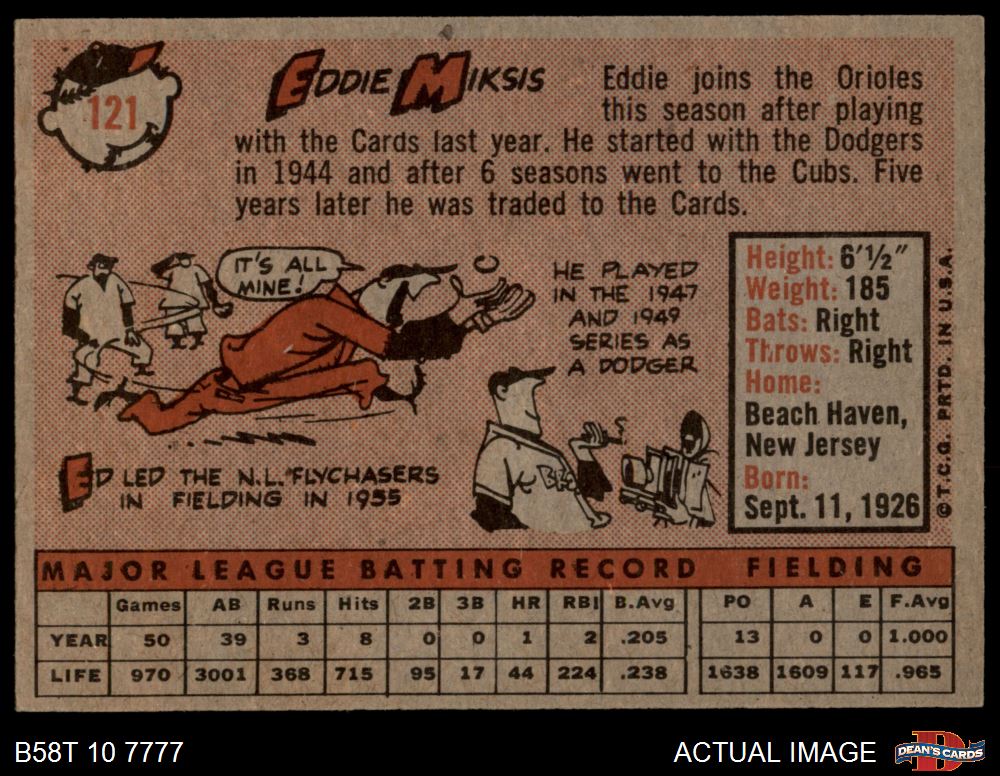 121
EDDIE MIKSIS
Eddie joins the Orioles
this season after playing
with the Cards last year. He started with the Dodgers
in 1944 and after 6 seasons went to the Cubs. Five
years later he was traded to the Cards.
IT'S ALL
MINE!
HE PLAYED
IN THE 1947
AND 1949
SERIES AS
A DODGER
ED LED THE N.L. "FLYCHASERS
IN FIELDING IN 1955
Height: 6'½"
Weight: 185
Bats: Right
Throws: Right
Home:
Beach Haven,
New Jersey
Born:
Sept. 11, 1926
© T.C.G. PRTD. IN U.S.A.
MAJOR LEAGUE BATTING RECORD FIELDING
Games AB Runs Hits 2B 3B HR RBI B.Avg PO A E F.Avg
YEAR 50 39 3 8 0 0 1 2 .205 13 0 0 1.000
LIFE 970 3001 368 715 95 17 44 224 .238 1638 1609 117 .965
B58T 10 7777
ACTUAL IMAGE
D
DEAN'S CARDS